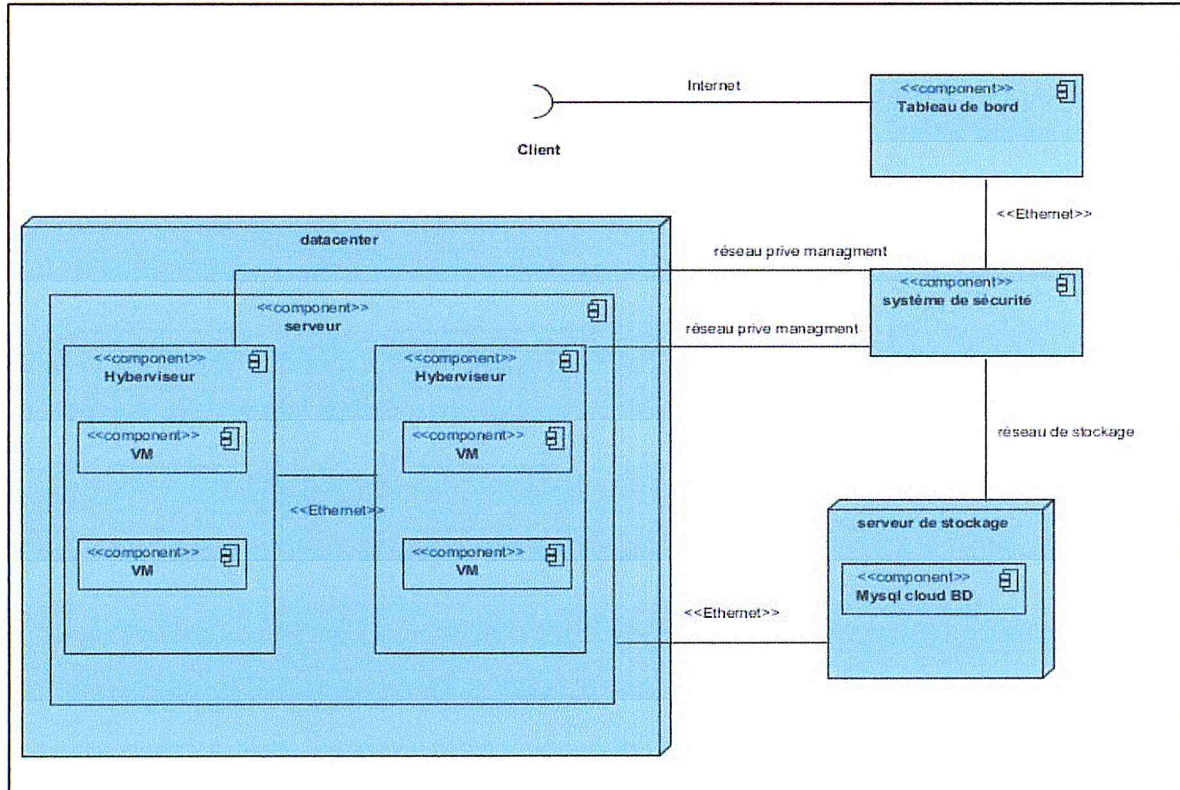 Internet
<<component>>
Tableau de bord
Client
<<Ethernet>>
datacenter
réseau prive managment
<<component>>
systéme de sécurité
<<component>>
serveur
réseau prive managment
<<component>>
Hyberviseur
<<component>>
Hyberviseur
<<component>>
VM
<<component>>
VM
réseau de stockage
<<Ethernet>>
serveur de stockage
<<component>>
VM
<<component>>
VM
<<component>>
Mysql cloud BD
<<Ethernet>>